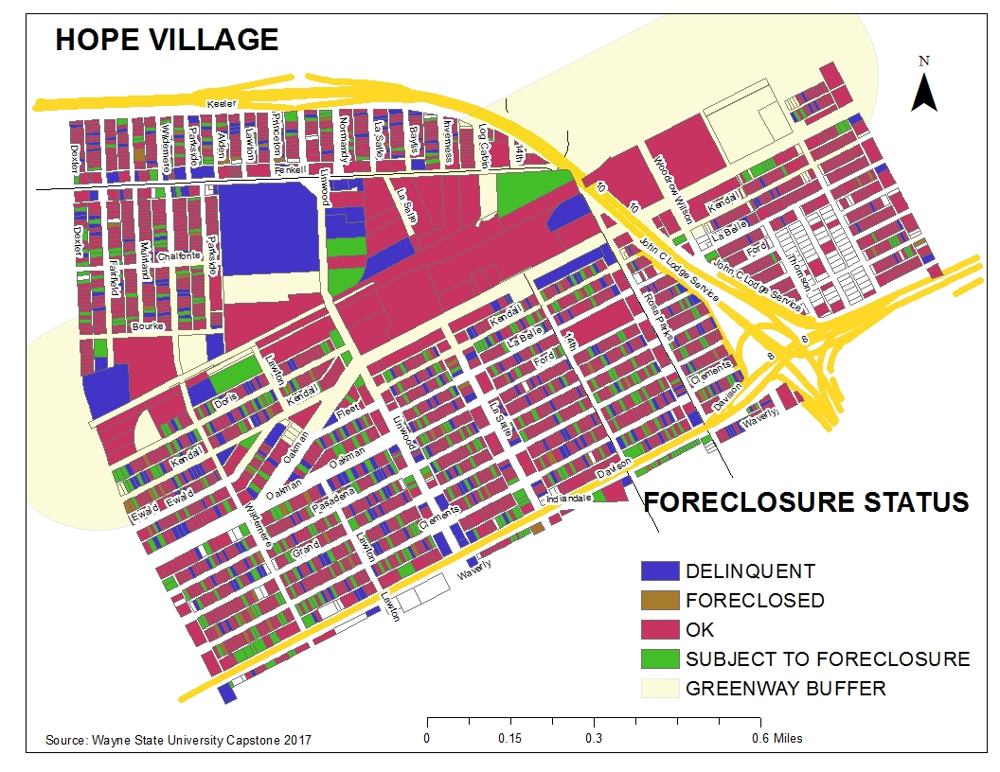 HOPE VILLAGE
N
Keeler
Dexter
Wildemere
Parkside
Alden
Lawton
Princeton
Normandy
La Salle
Baylis
Inverness
Log Cabin
14th
Fenkell
Linwood
La Salle
Woodrow Wilson
10
10
Kendall
La Belle
Ford
Thomson
John C Lodge Service
John C Lodge Service
Dexter
Fairfield
Muirland
Chalfonte
Parkside
Bourke
Rosa Parks
8
8
Kendall
La Belle
Ford
14th
Clements
Davison
Waverly
Lawton
Doris
Kendall
Fleet
Linwood
La Salle
Kendall
Oakman
Oakman
Oakman
Ewald
Ewald
Pasadena
Davison
Indiandale
Wildemere
Grand
Clements
Lawton
Waverly
Lawton
FORECLOSURE STATUS
DELINQUENT
FORECLOSED
OK
SUBJECT TO FORECLOSURE
GREENWAY BUFFER
0 0.15 0.3 0.6 Miles
Source: Wayne State University Capstone 2017